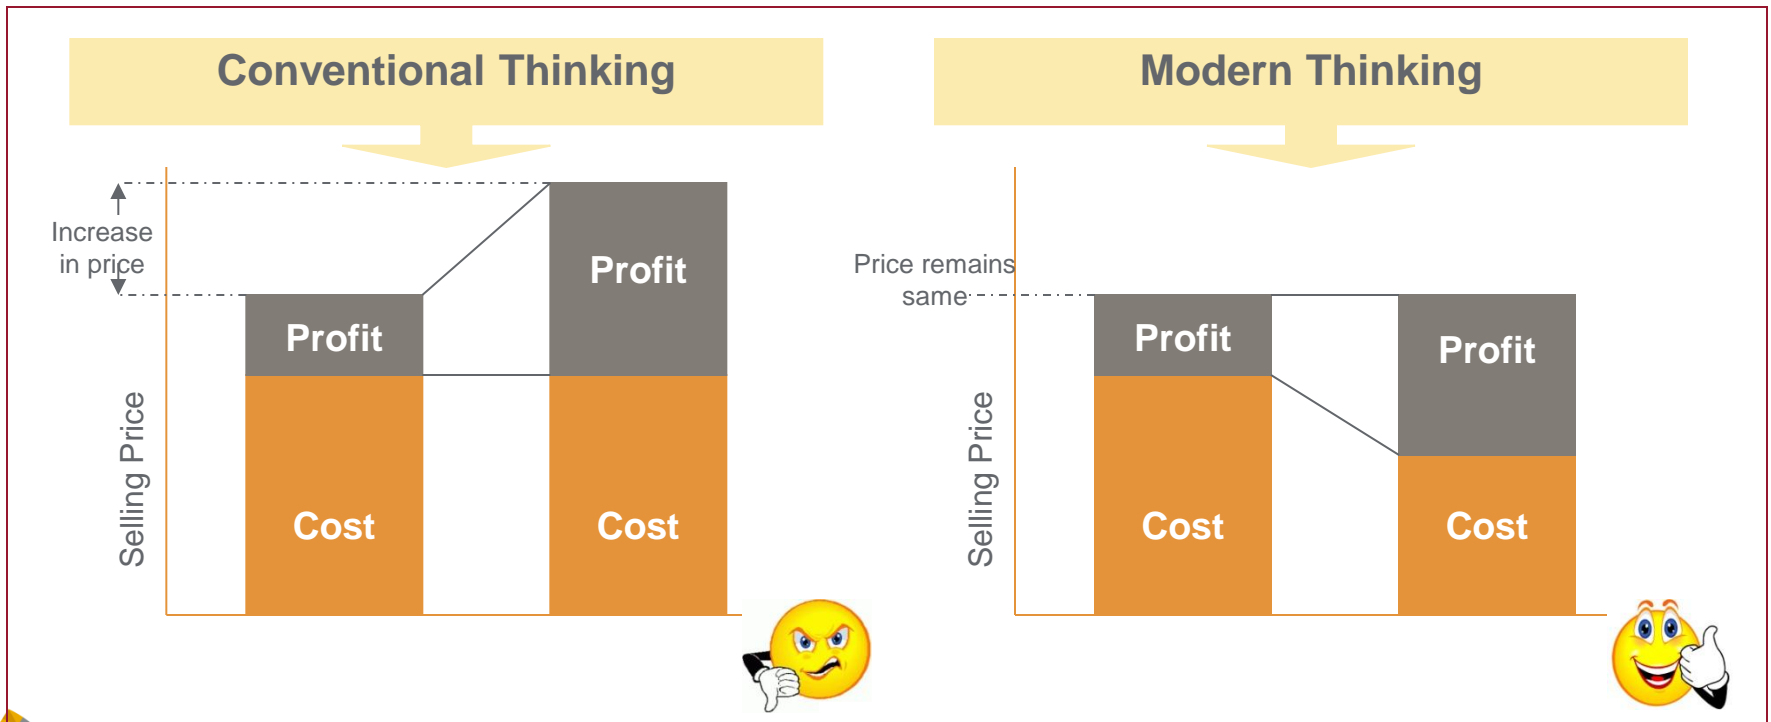 Conventional Thinking
Increase
in price
Selling Price
Profit
Cost
Profit
Cost
Modern Thinking
Price remains
same
Selling Price
Profit
Cost
Profit
Cost